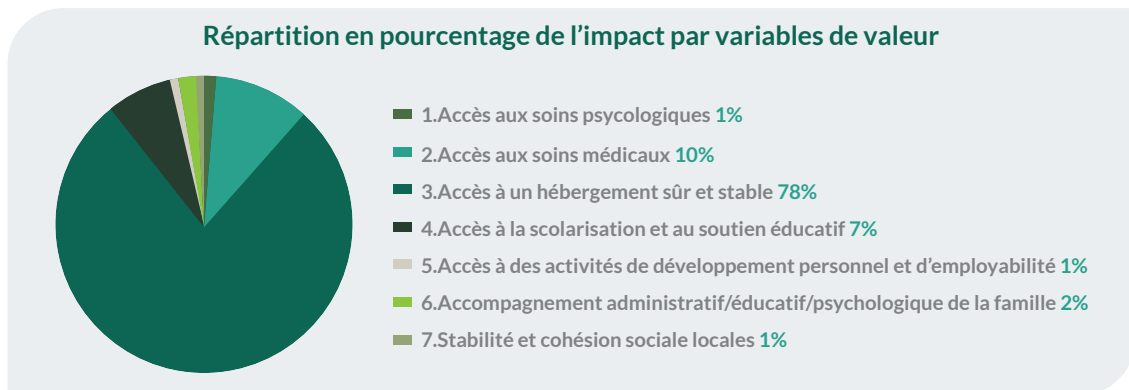 Répartition en pourcentage de l’impact par variables de valeur
1.Accès aux soins psycologiques 1%
2.Accès aux soins médicaux 10%
3.Accès à un hébergement sûr et stable 78%
4.Accès à la scolarisation et au soutien éducatif 7%
5.Accès à des activités de développement personnel et d’employabilité 1%
6.Accompagnement administratif/éducatif/psychologique de la famille 2%
7.Stabilité et cohésion sociale locales 1%